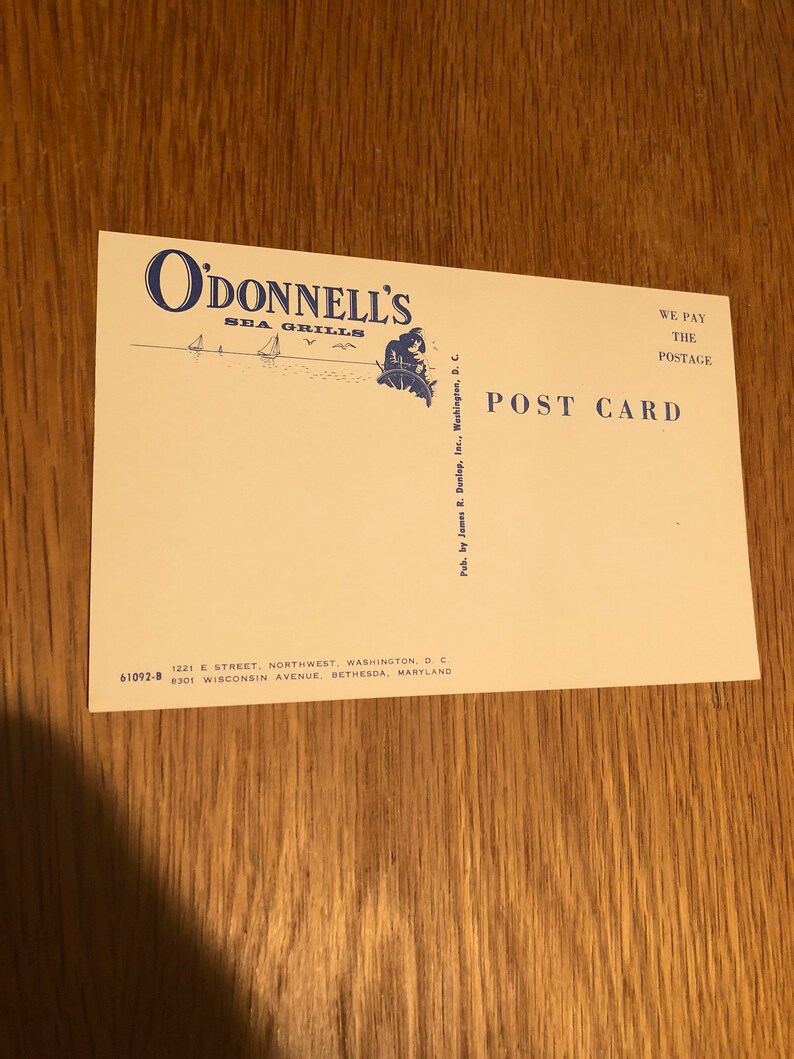 O'DONNELL'S
SEA GRILLS
WE PAY
THE
POSTAGE
POST CARD
Pub. by James R. Dunlop, Inc., Washington, D. C.
61092-B
1221 E STREET, NORTHWEST, WASHINGTON, D. C.
8301 WISCONSIN AVENUE, BETHESDA, MARYLAND